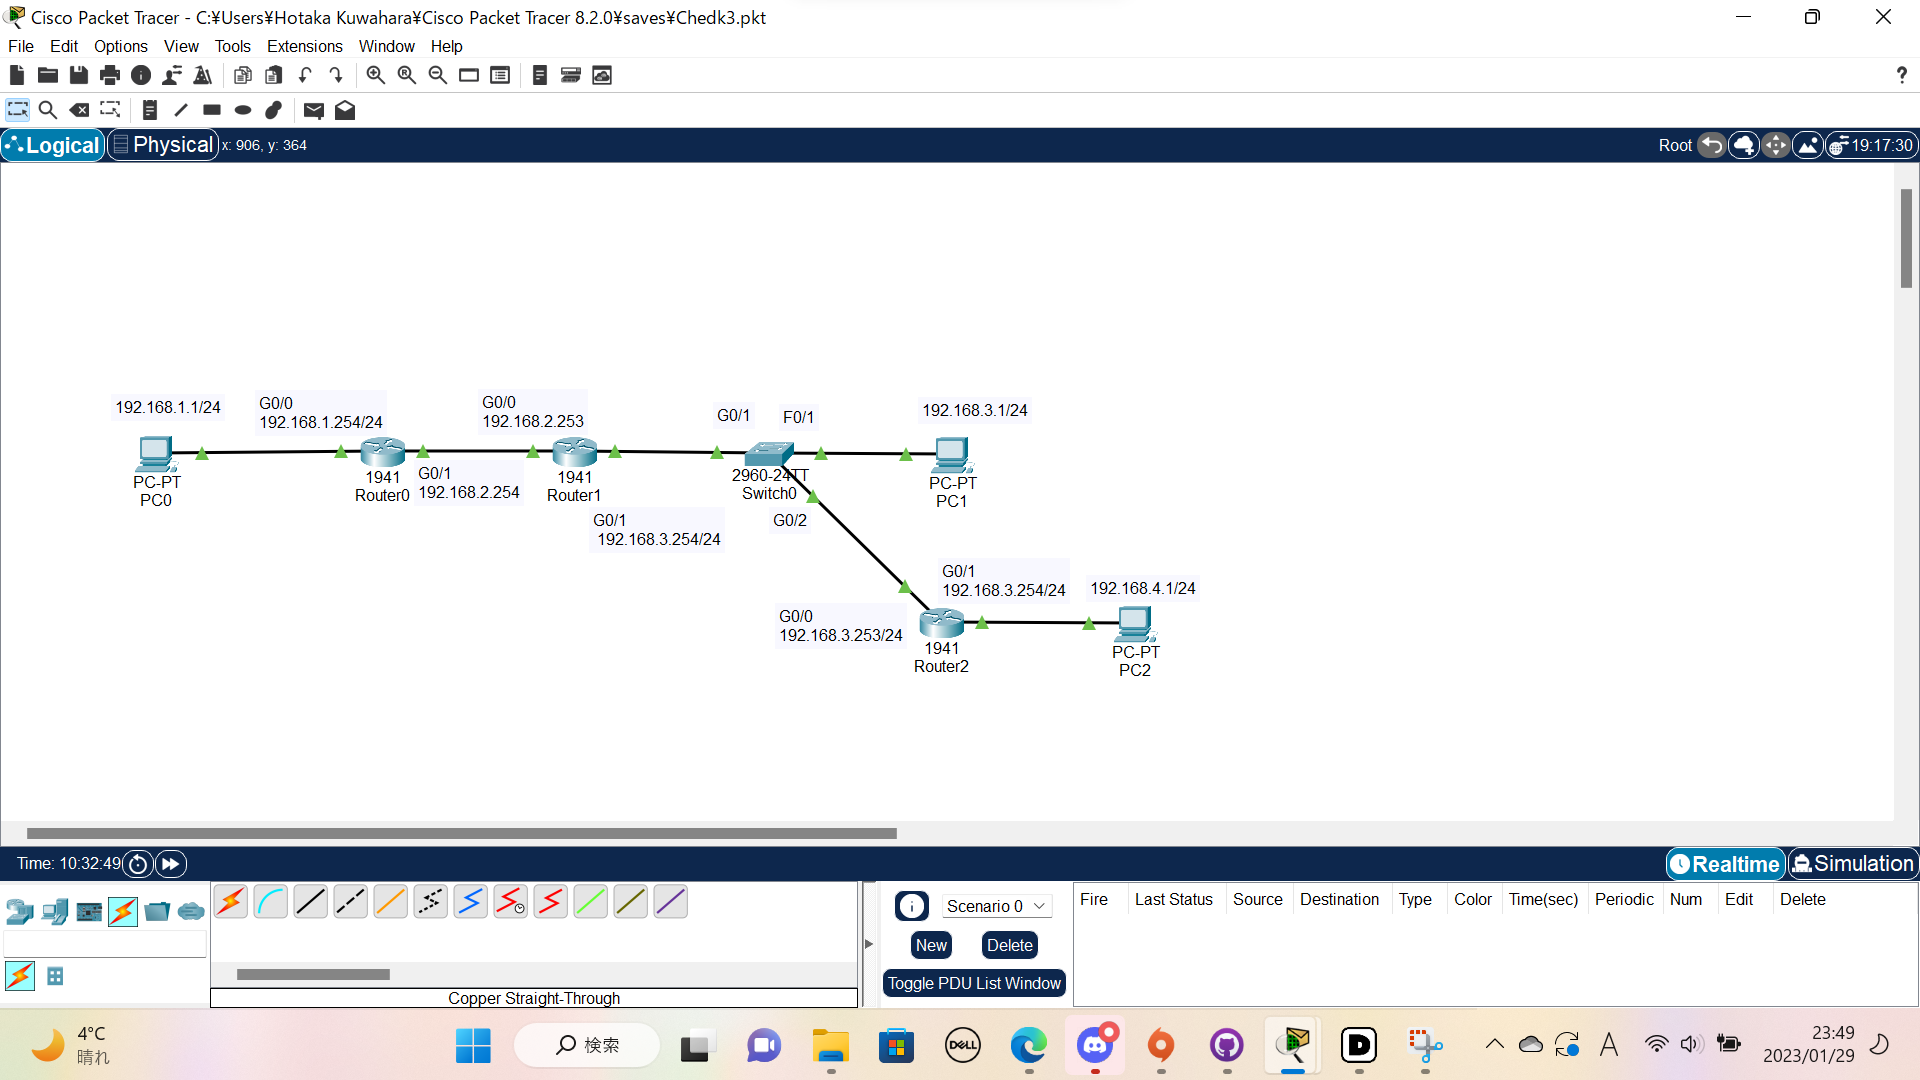 Cisco Packet Tracer - C:¥Users¥Hotaka Kuwahara¥Cisco Packet Tracer 8.2.0¥saves¥Chedk3.pkt
File Edit Options View Tools Extensions Window Help
?
Logical Physical x: 906, y: 364 Root 19:17:30
192.168.1.1/24
G0/0
192.168.1.254/24
G0/0
192.168.2.253
G0/1
F0/1
192.168.3.1/24
PC-PT
PC0
1941
Router0
G0/1
192.168.2.254
1941
Router1
2960-24TT
Switch0
PC-PT
PC1
G0/1
192.168.3.254/24
G0/2
G0/1
192.168.3.254/24
192.168.4.1/24
G0/0
192.168.3.253/24
1941
Router2
PC-PT
PC2
Time: 10:32:49 Realtime Simulation
Scenario 0
New Delete
Toggle PDU List Window
Fire Last Status Source Destination Type Color Time(sec) Periodic Num Edit Delete
Copper Straight-Through
4°C
晴れ
検索
DELL
D
A
23:49
2023/01/29